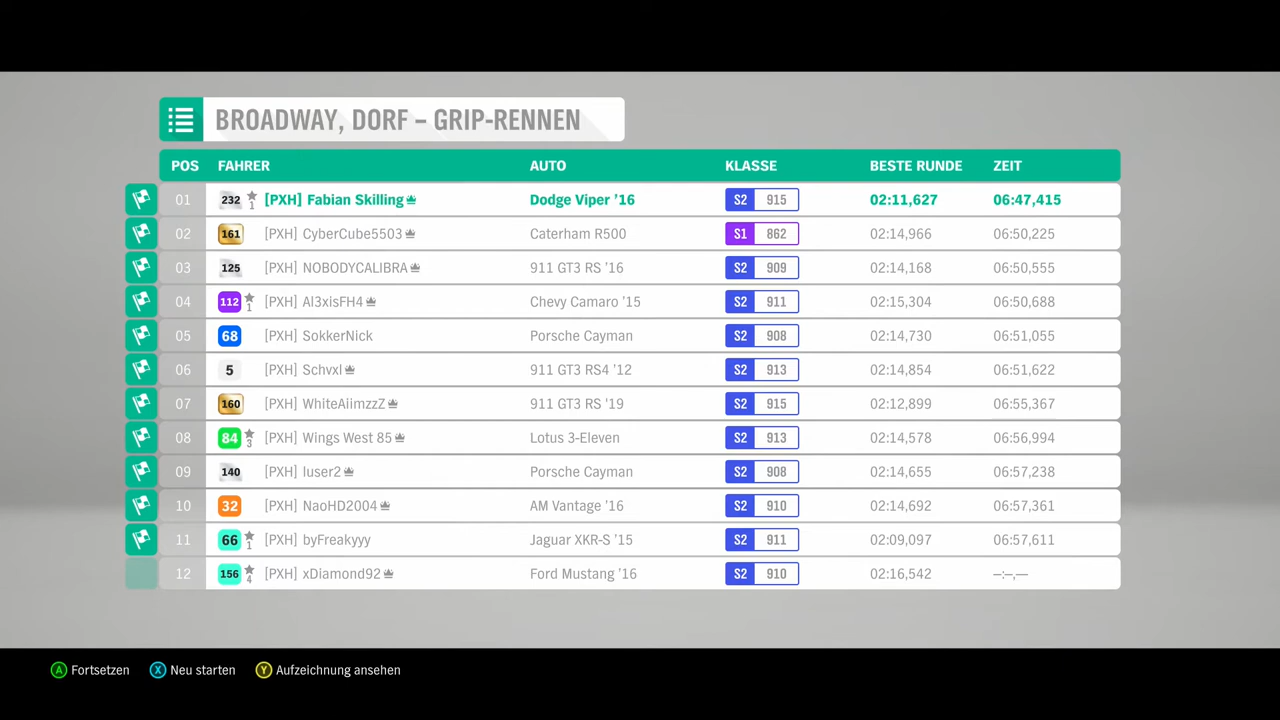 BROADWAY, DORF – GRIP-RENNEN
POS FAHRER AUTO KLASSE BESTE RUNDE ZEIT
01 232 1 [PXH] Fabian Skilling Dodge Viper '16 S2 915 02:11,627 06:47,415
02 161 [PXH] CyberCube5503 Caterham R500 S1 862 02:14,966 06:50,225
03 125 [PXH] NOBODYCALIBRA 911 GT3 RS '16 S2 909 02:14,168 06:50,555
04 112 1 [PXH] Al3xisFH4 Chevy Camaro '15 S2 911 02:15,304 06:50,688
05 68 [PXH] SokkerNick Porsche Cayman S2 908 02:14,730 06:51,055
06 5 [PXH] Schvxl 911 GT3 RS4 '12 S2 913 02:14,854 06:51,622
07 160 [PXH] WhiteAiimzzZ 911 GT3 RS '19 S2 915 02:12,899 06:55,367
08 84 3 [PXH] Wings West 85 Lotus 3-Eleven S2 913 02:14,578 06:56,994
09 140 [PXH] luser2 Porsche Cayman S2 908 02:14,655 06:57,238
10 32 [PXH] NaoHD2004 AM Vantage '16 S2 910 02:14,692 06:57,361
11 66 1 [PXH] byFreakyyy Jaguar XKR-S '15 S2 911 02:09,097 06:57,611
12 156 4 [PXH] xDiamond92 Ford Mustang '16 S2 910 02:16,542 —:–,—
A Fortsetzen X Neu starten Y Aufzeichnung ansehen